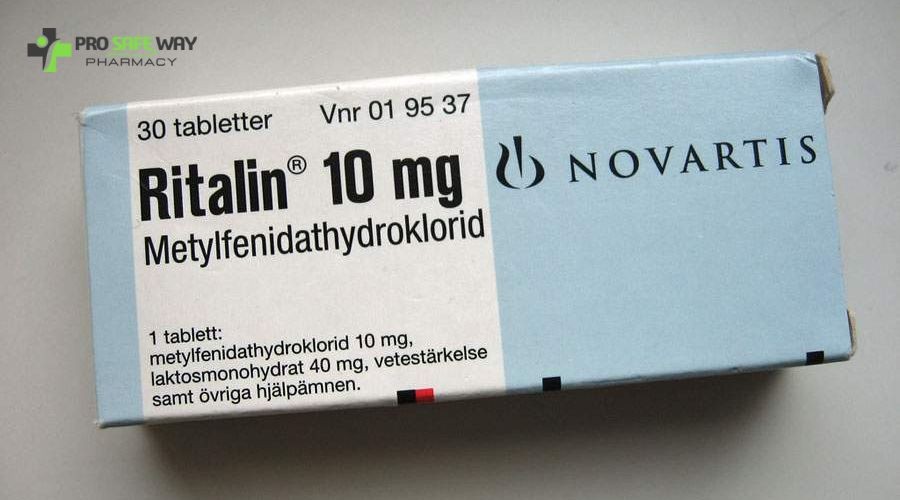 PRO SAFE WAY
PHARMACY
30 tabletter Vnr 01 95 37
Ritalin® 10 mg
Metylfenidathydroklorid
NOVARTIS
1 tablett:
metylfenidathydroklorid 10 mg,
laktosmonohydrat 40 mg, vetestärkelse
samt övriga hjälpämnen.